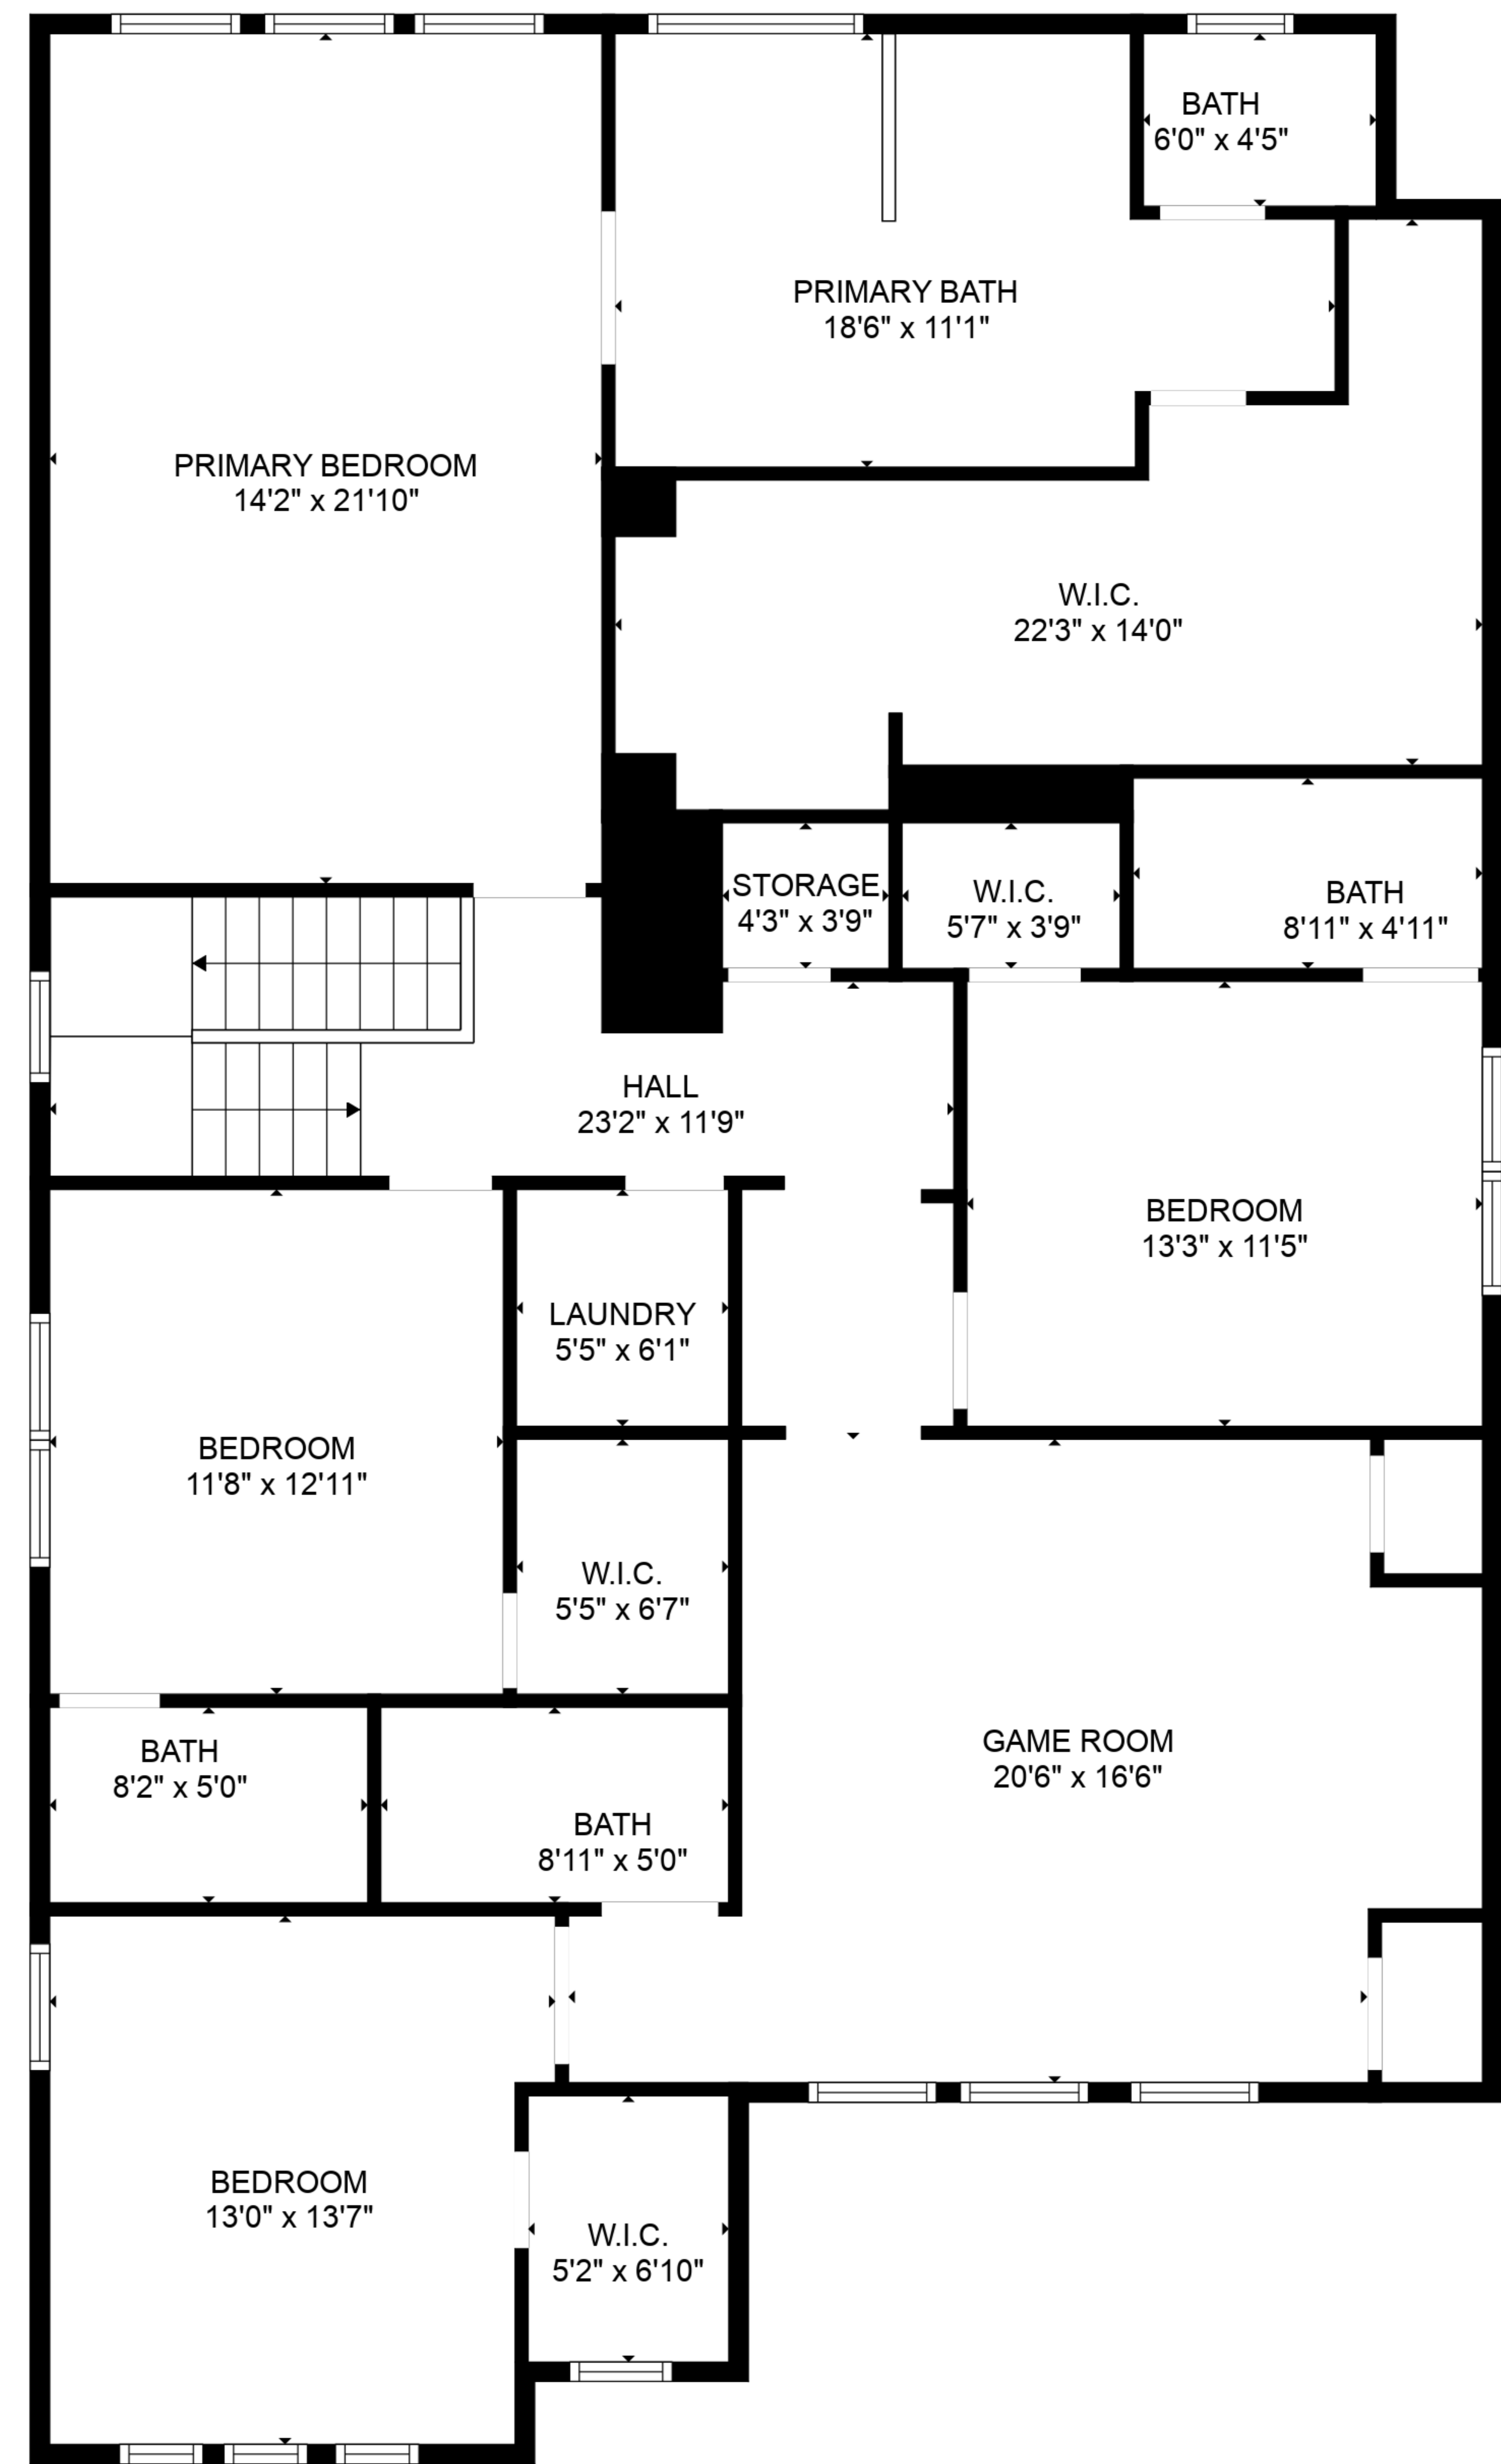 BATH
6'0" x 4'5"
PRIMARY BATH
18'6" x 11'1"
PRIMARY BEDROOM
14'2" x 21'10"
W.I.C.
22'3" x 14'0"
STORAGE
4'3" x 3'9"
W.I.C.
5'7" x 3'9"
BATH
8'11" x 4'11"
HALL
23'2" x 11'9"
BEDROOM
13'3" x 11'5"
LAUNDRY
5'5" x 6'1"
BEDROOM
11'8" x 12'11"
W.I.C.
5'5" x 6'7"
GAME ROOM
20'6" x 16'6"
BATH
8'2" x 5'0"
BATH
8'11" x 5'0"
BEDROOM
13'0" x 13'7"
W.I.C.
5'2" x 6'10"